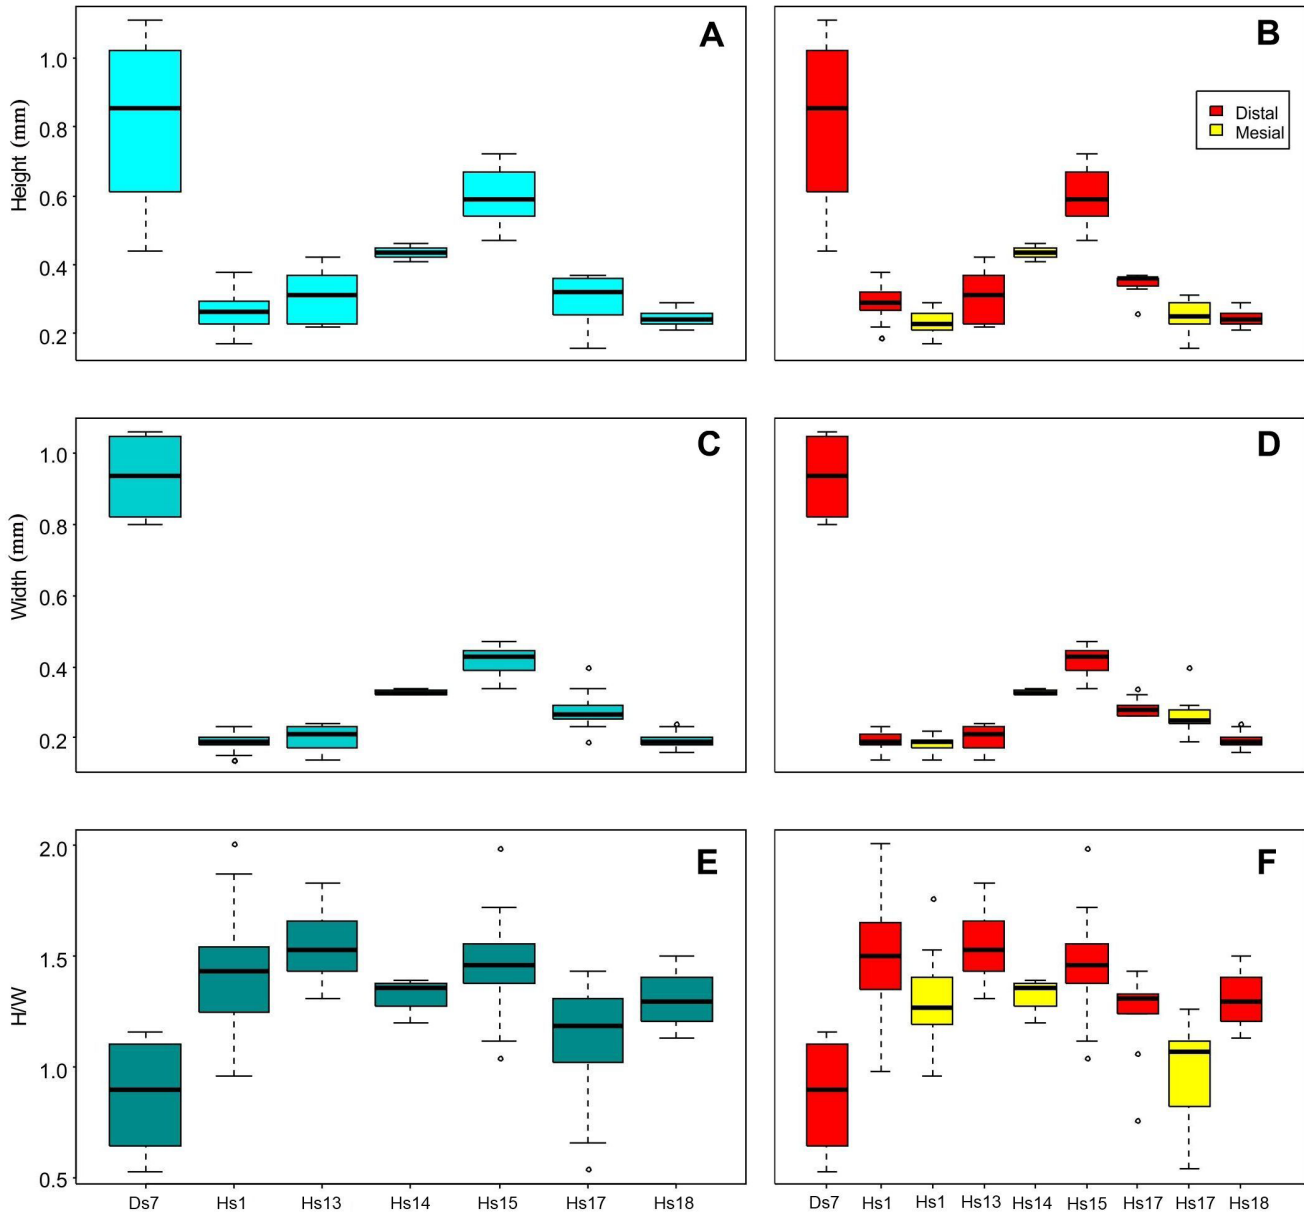 A
B
Height (mm)
1.0
0.8
0.6
0.4
0.2
Distal
Mesial
C
D
Width (mm)
1.0
0.8
0.6
0.4
0.2
E
F
H/W
2.0
1.5
1.0
0.5
Ds7 Hs1 Hs13 Hs14 Hs15 Hs17 Hs18
Ds7 Hs1 Hs1 Hs13 Hs14 Hs15 Hs17 Hs17 Hs18